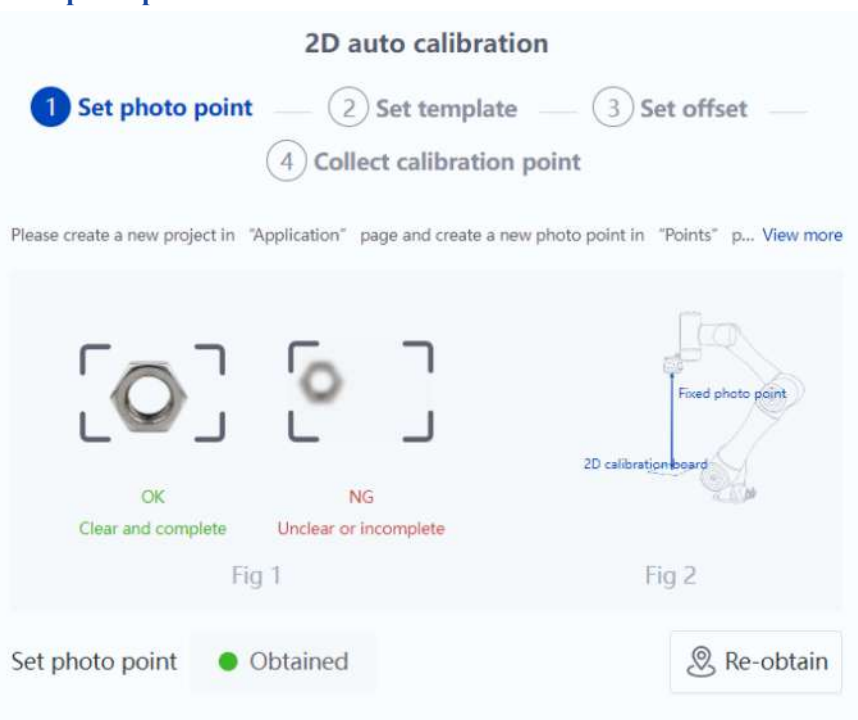 2D auto calibration
1 Set photo point
2 Set template
3 Set offset
4 Collect calibration point
Please create a new project in “Application” page and create a new photo point in “Points” p... View more
Fixed photo point
2D calibration board
OK
NG
Clear and complete
Unclear or incomplete
Fig 1
Fig 2
Set photo point
Obtained
Re-obtain